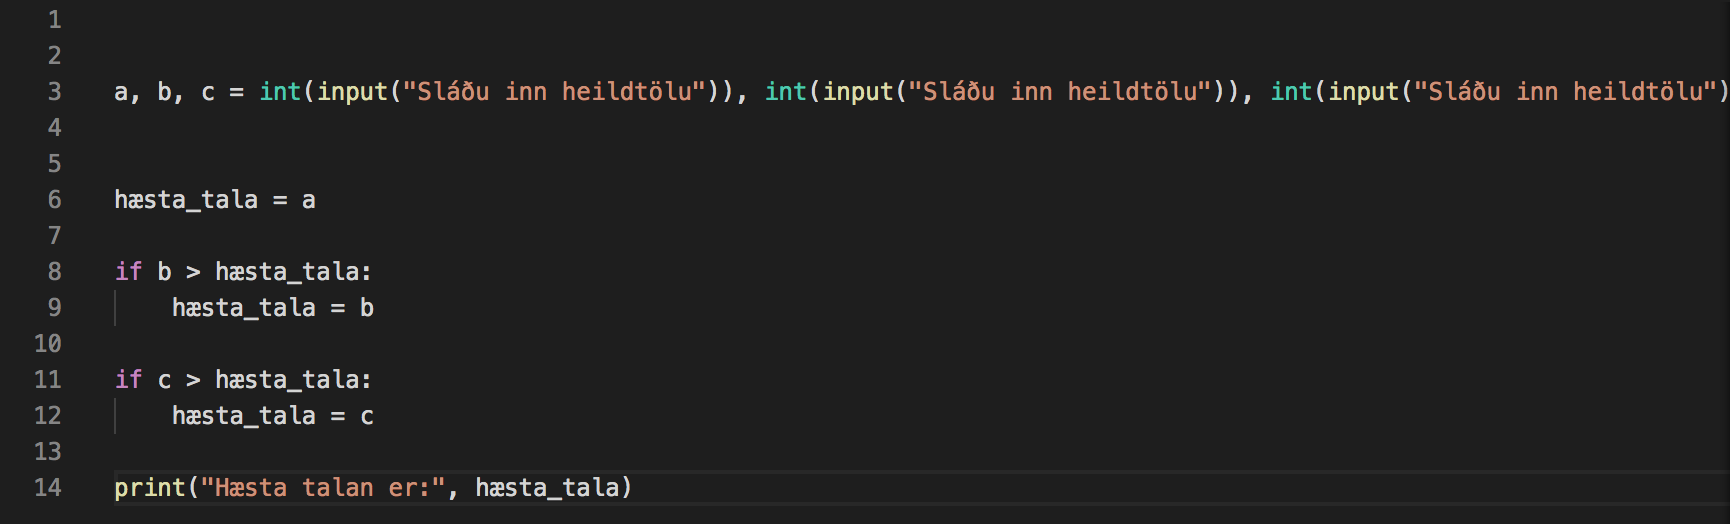 1
2
3 a, b, c = int(input("Sláðu inn heildtölu")), int(input("Sláðu inn heildtölu")), int(input("Sláðu inn heildtölu")
4
5
6 hæsta_tala = a
7
8 if b > hæsta_tala:
9 hæsta_tala = b
10
11 if c > hæsta_tala:
12 hæsta_tala = c
13
14 print("Hæsta talan er:", hæsta_tala)